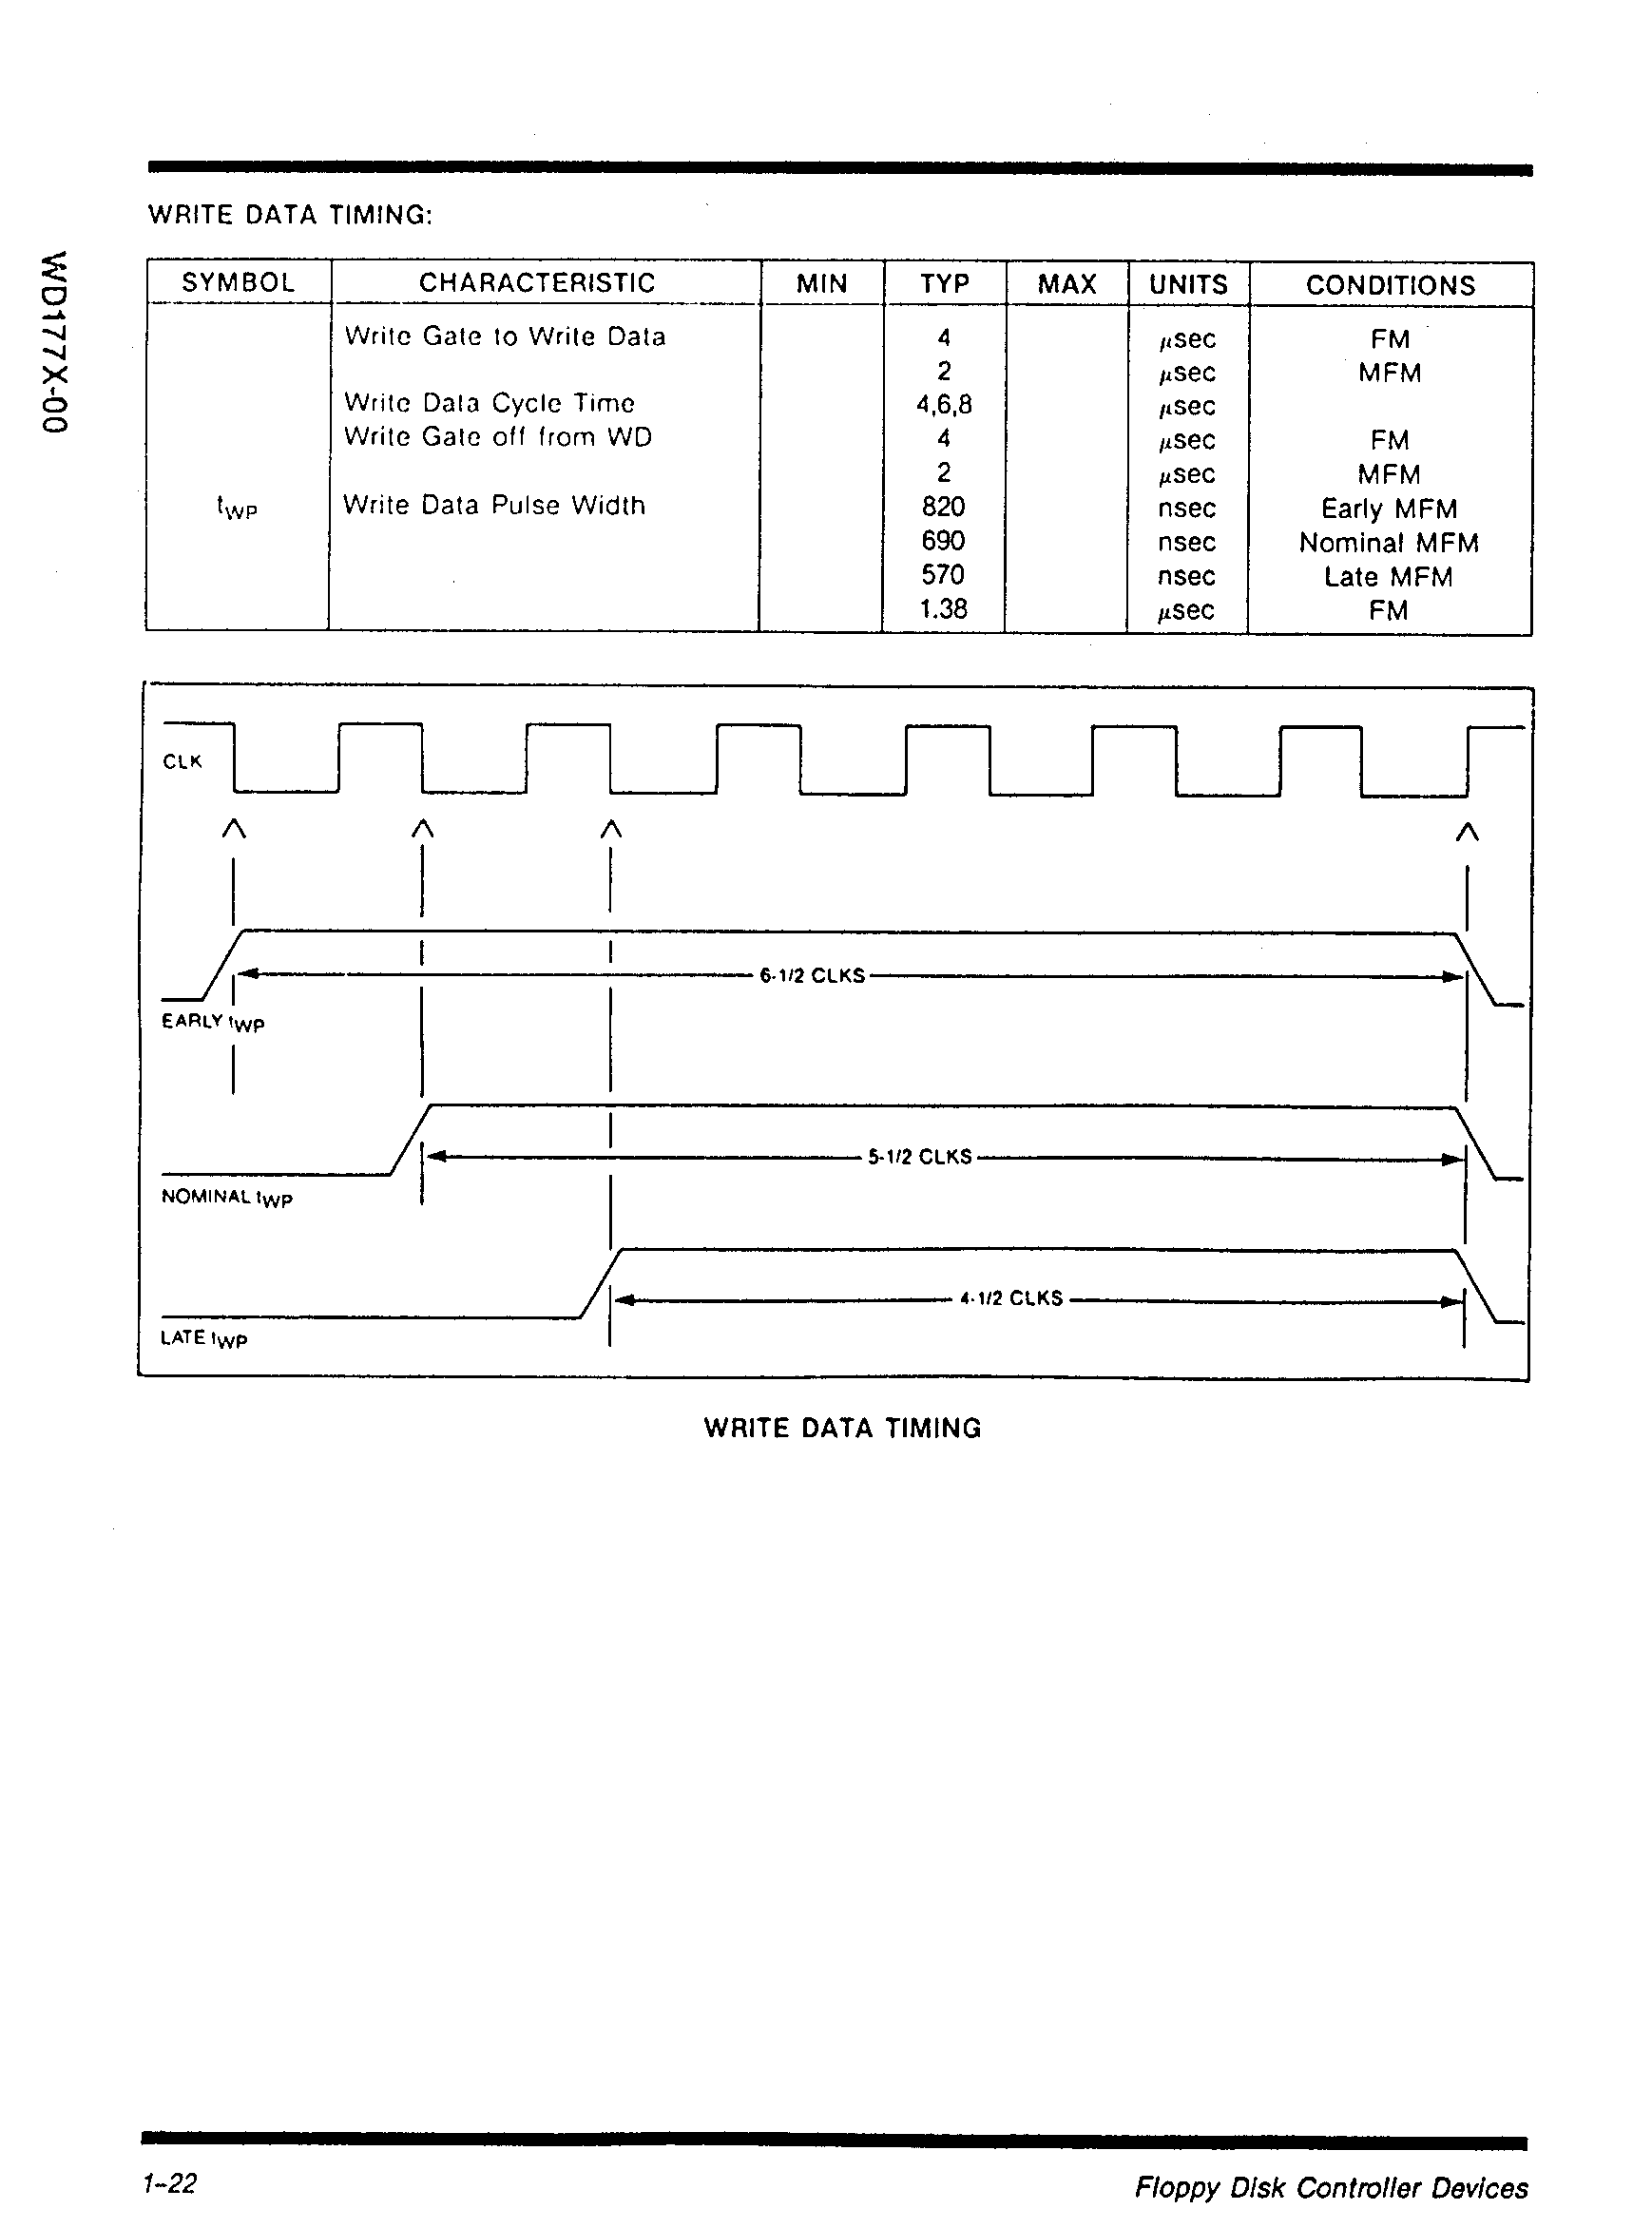 WRITE DATA TIMING:
WD177X-00
SYMBOL CHARACTERISTIC MIN TYP MAX UNITS CONDITIONS
Write Gate to Write Data 4 µsec FM
2 µsec MFM
Write Data Cycle Time 4,6,8 µsec
Write Gate off from WD 4 µsec FM
2 µsec MFM
tWP Write Data Pulse Width 820 nsec Early MFM
690 nsec Nominal MFM
570 nsec Late MFM
1.38 µsec FM
CLK
6-1/2 CLKS
EARLY tWP
5-1/2 CLKS
NOMINAL tWP
4-1/2 CLKS
LATE tWP
WRITE DATA TIMING
1-22 Floppy Disk Controller Devices